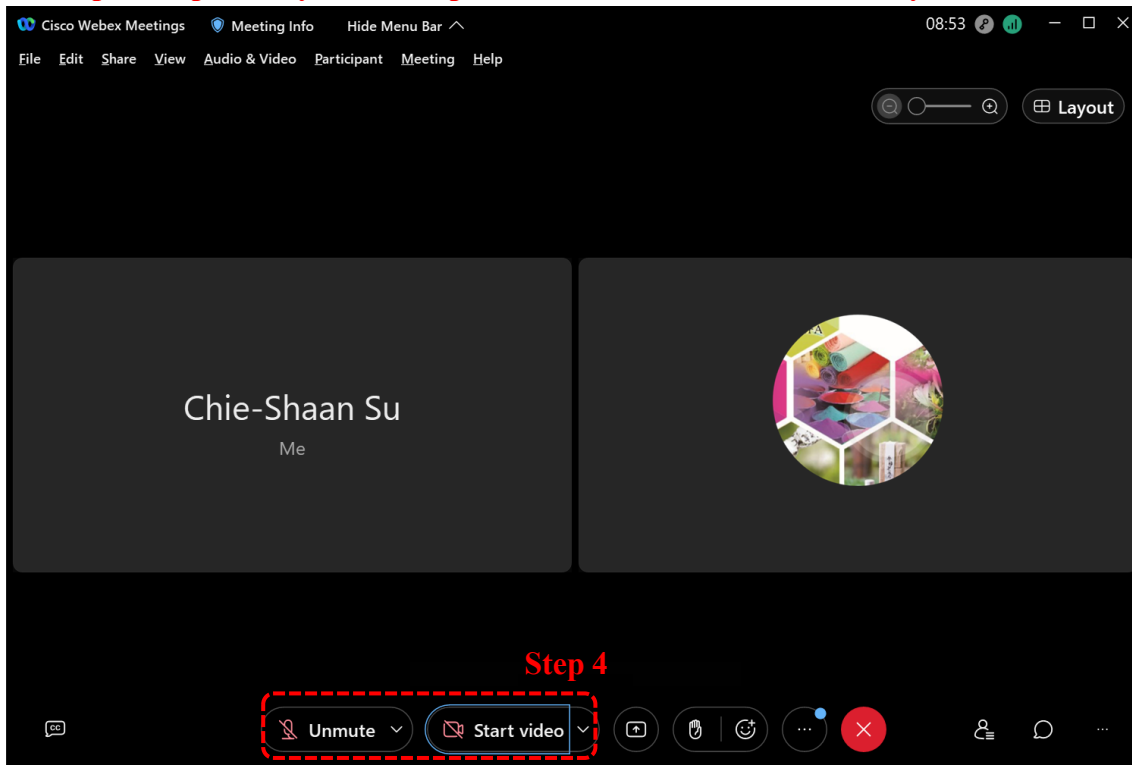 Cisco Webex Meetings Meeting Info Hide Menu Bar 08:53
File Edit Share View Audio & Video Participant Meeting Help
Layout
Chie-Shaan Su
Me
Step 4
CC Unmute Start video